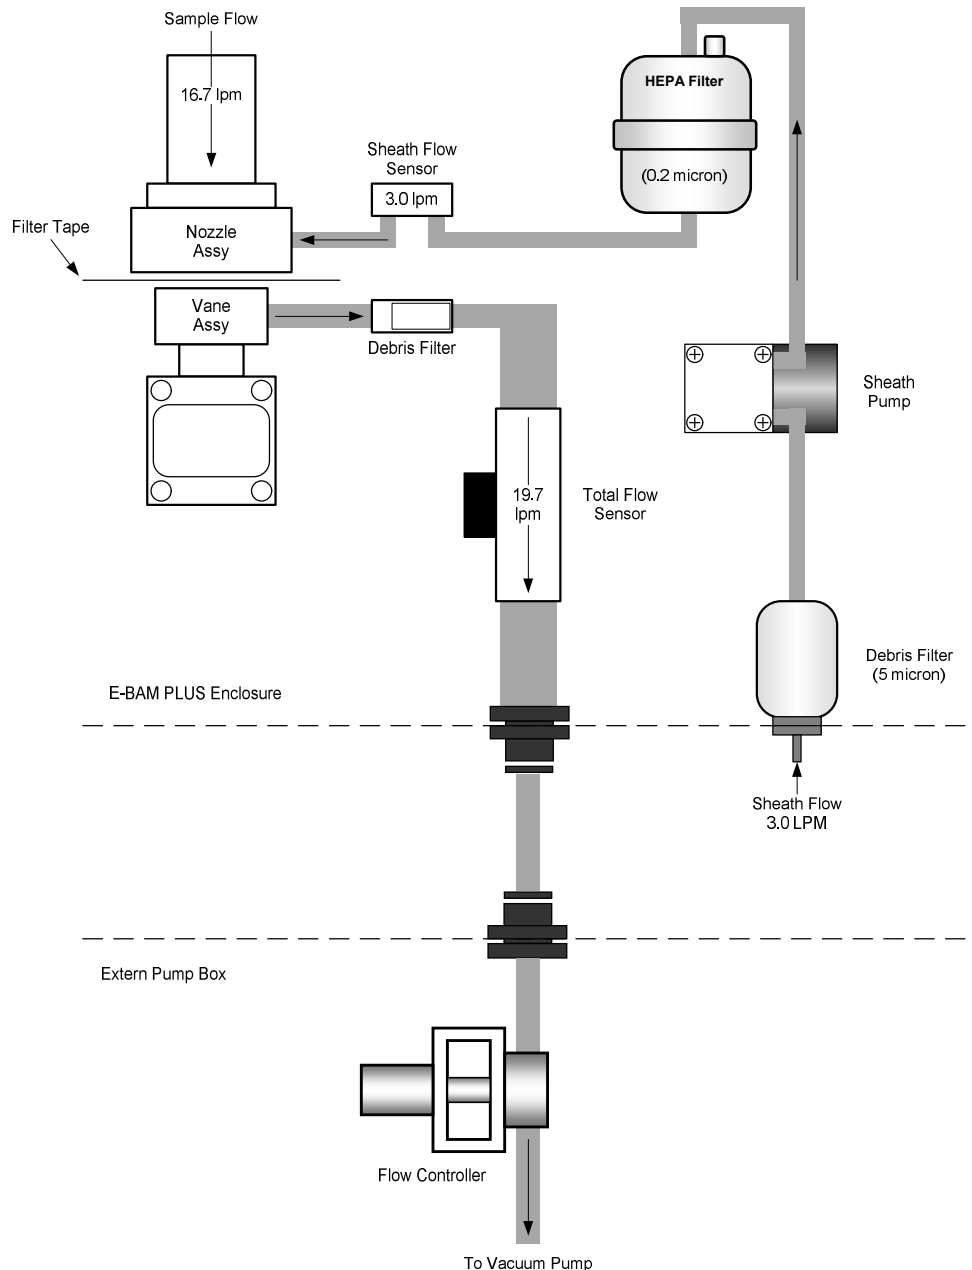 Sample Flow
16.7 lpm
HEPA Filter
(0.2 micron)
Sheath Flow
Sensor
3.0 lpm
Filter Tape
Nozzle
Assy
Vane
Assy
Debris Filter
Sheath
Pump
19.7
lpm
Total Flow
Sensor
Debris Filter
(5 micron)
E-BAM PLUS Enclosure
Sheath Flow
3.0 LPM
Extern Pump Box
Flow Controller
To Vacuum Pump